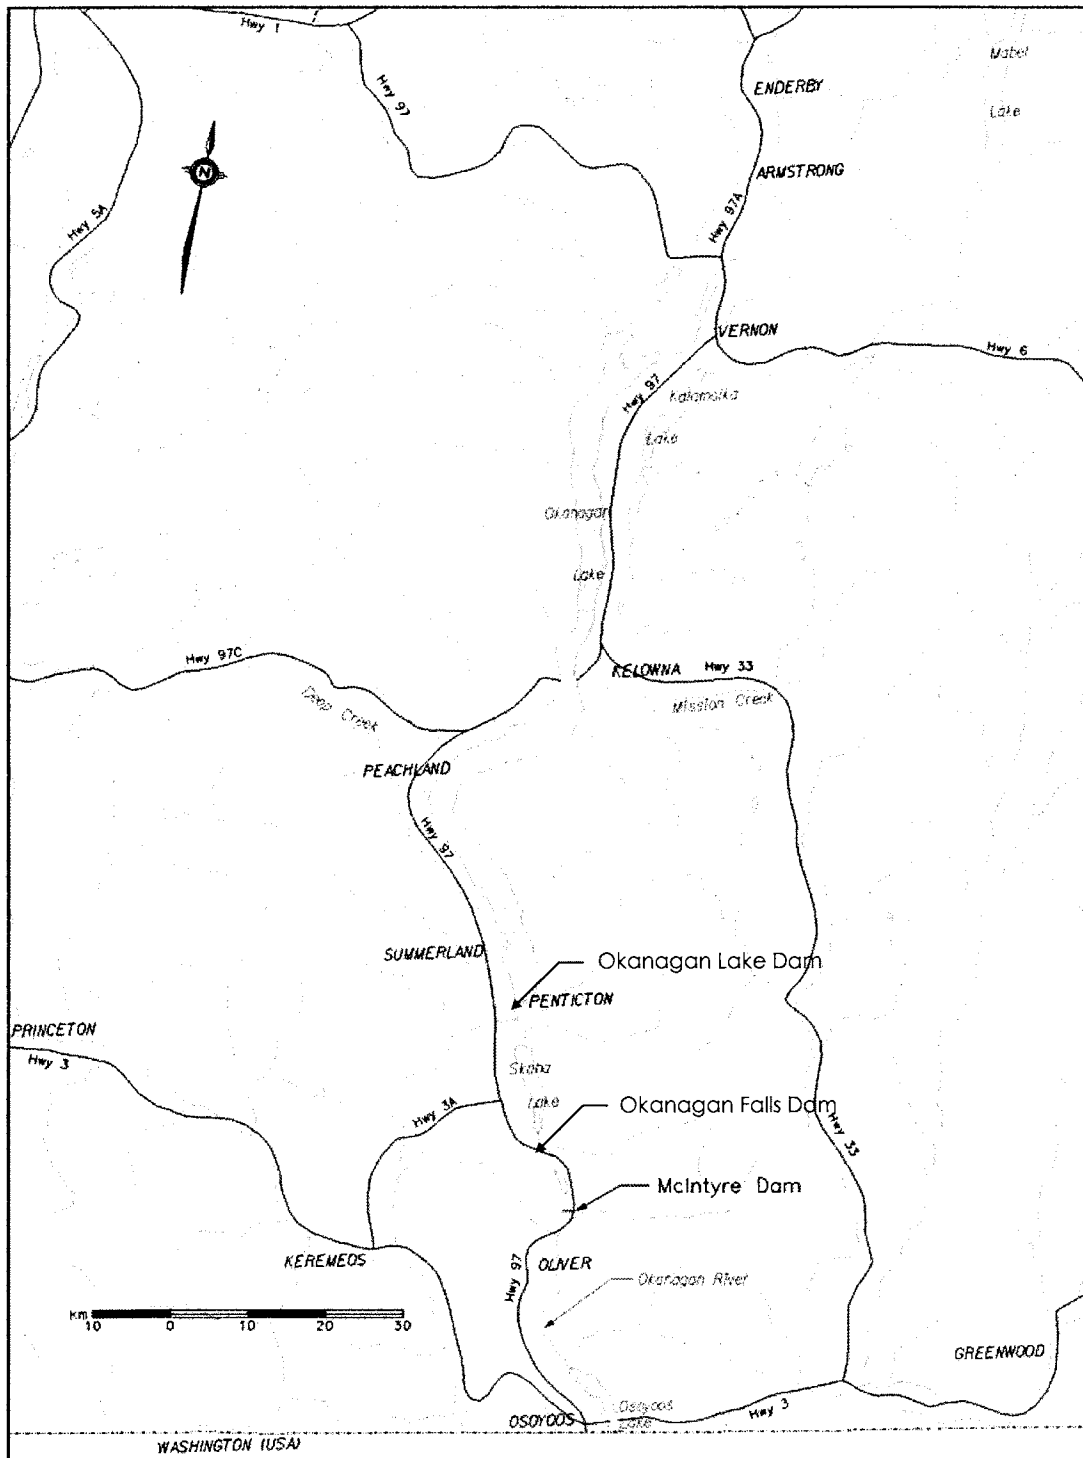 Hwy 1
Mabel
Lake
Hwy 97
ENDERBY
N
ARMSTRONG
Hwy 5A
Hwy 97A
VERNON
Hwy 6
Hwy 97
Kalamalka
Lake
Okanagan
Lake
Hwy 97C
KELOWNA
Hwy 33
Deep Creek
Mission Creek
PEACHLAND
Hwy 97
SUMMERLAND
Okanagan Lake Dam
PENTICTON
PRINCETON
Hwy 3
Skaha
Lake
Hwy 3A
Okanagan Falls Dam
Hwy 33
McIntyre Dam
KEREMEOS
OLIVER
Hwy 97
Okanagan River
Km
10 0 10 20 30
GREENWOOD
Osoyoos
Lake
Hwy 3
OSOYOOS
WASHINGTON (USA)